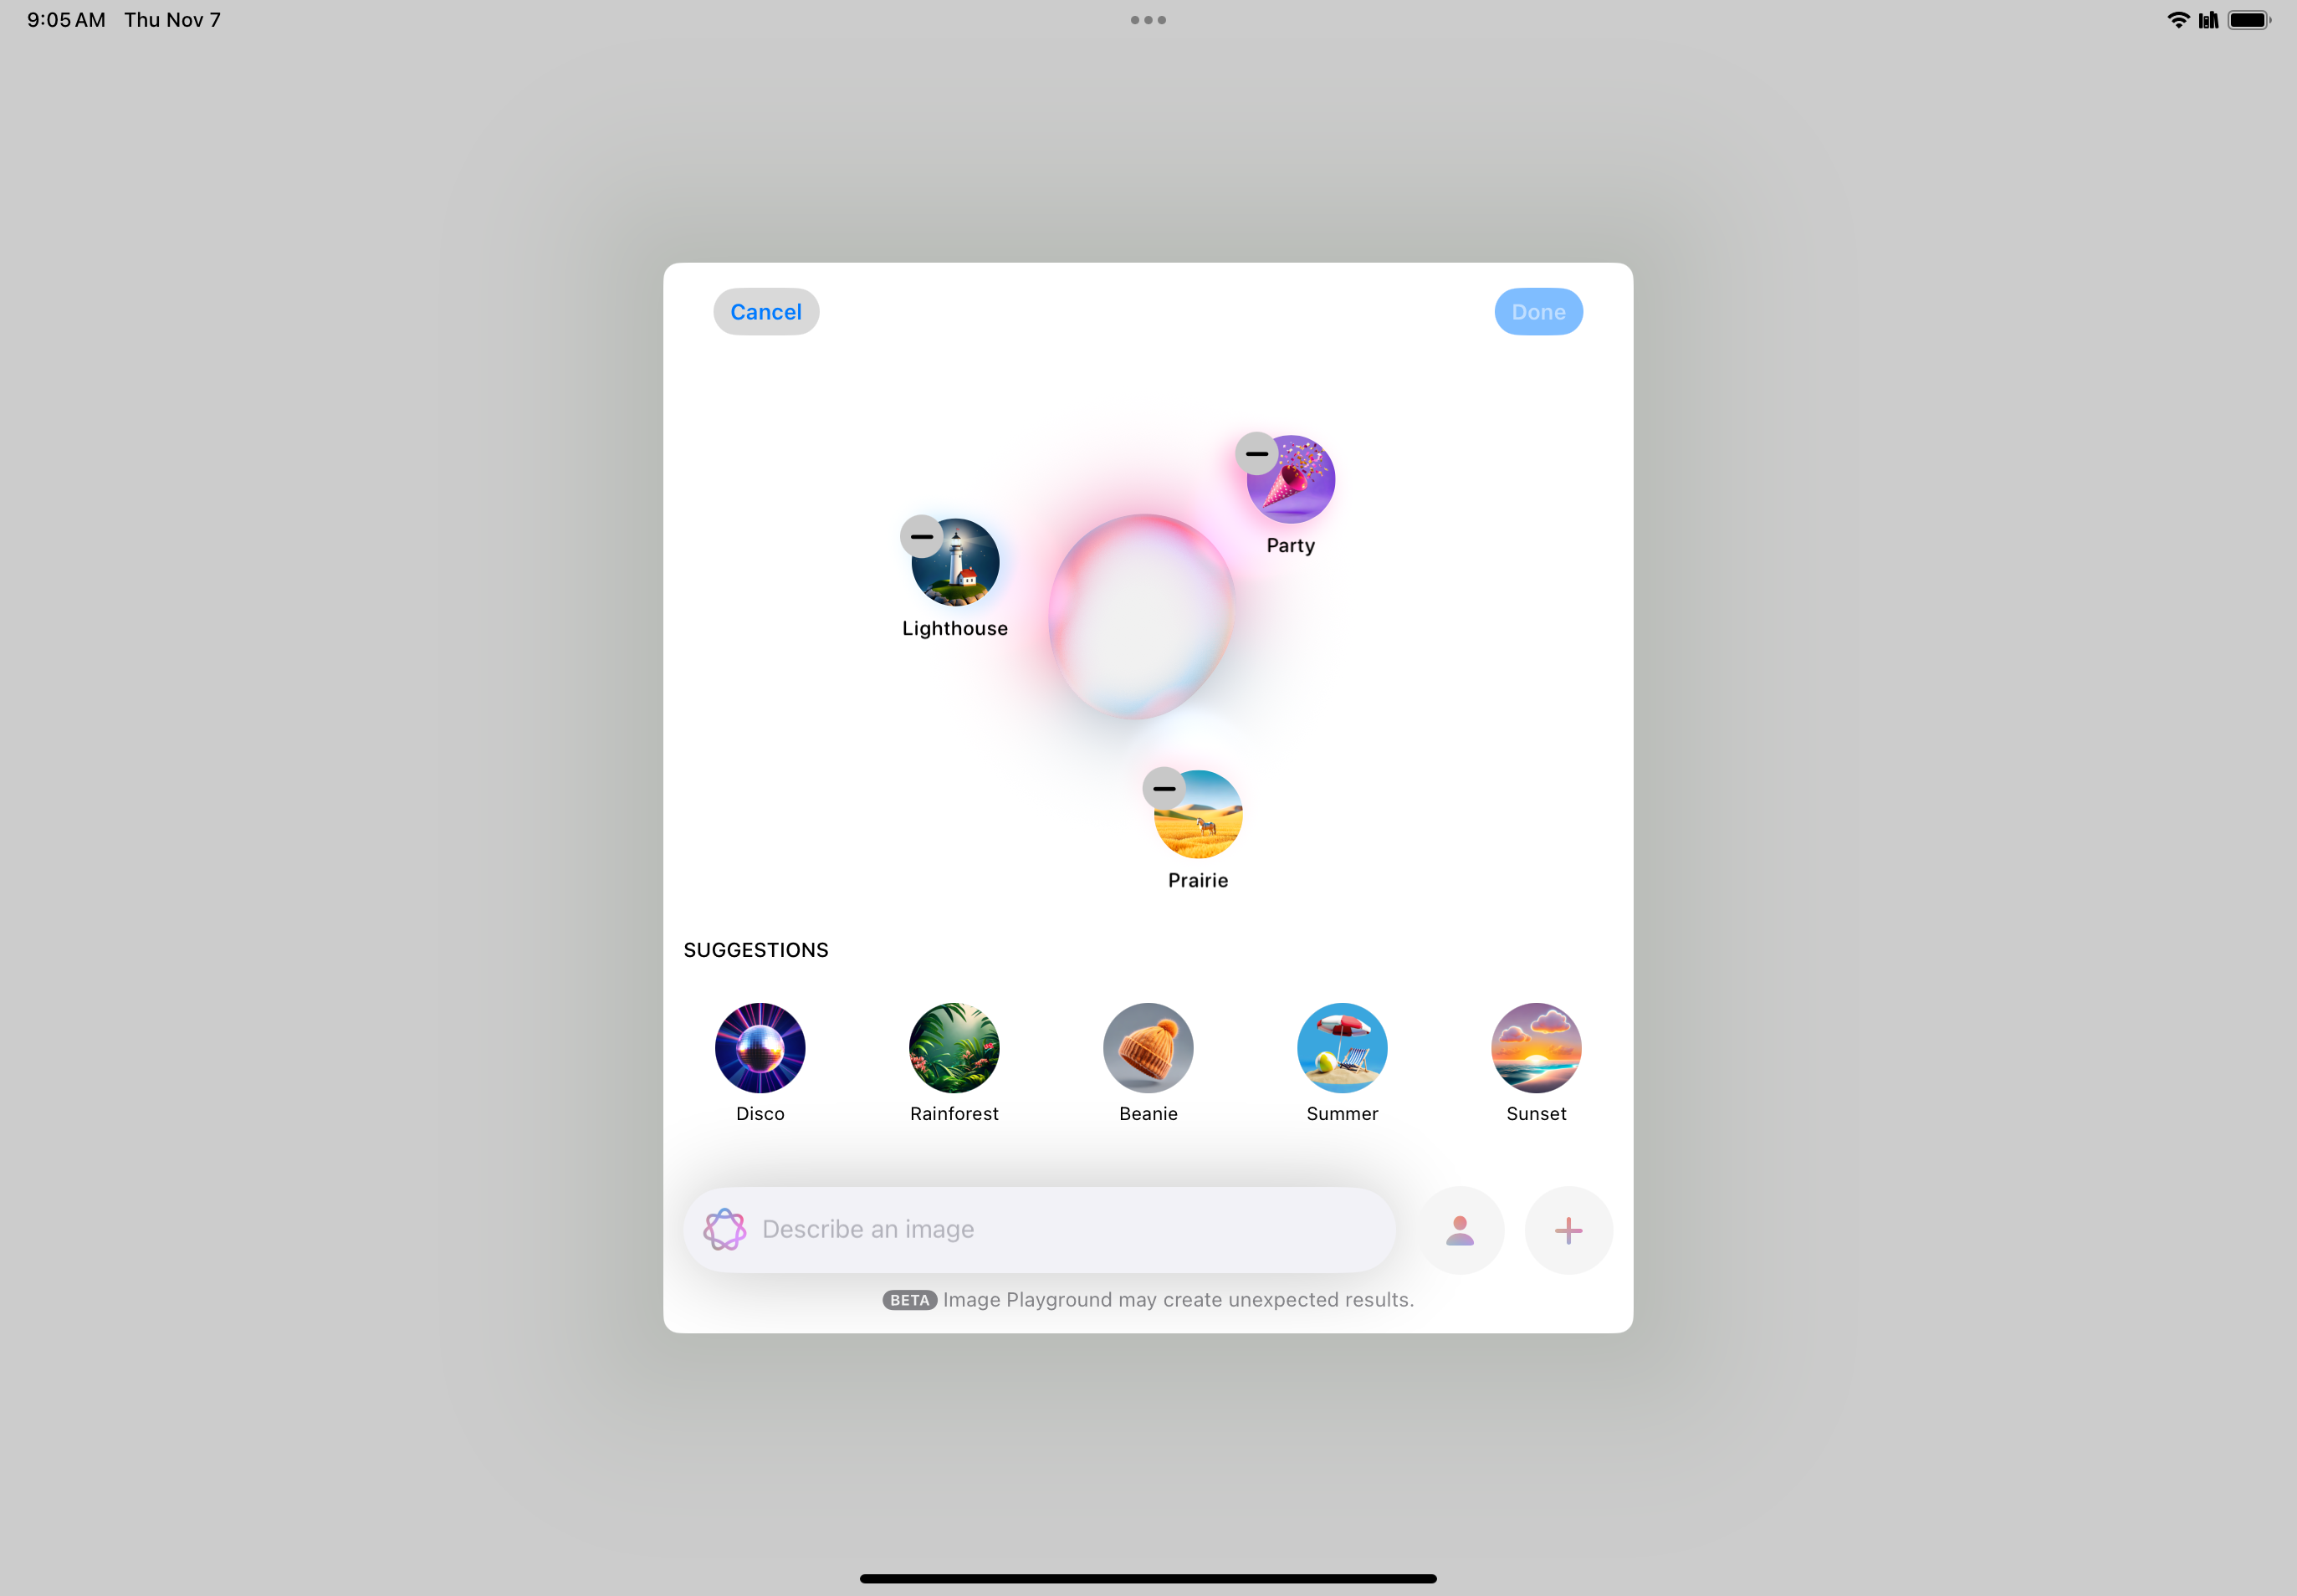 9:05 AM Thu Nov 7
Cancel
Done
Party
Lighthouse
Prairie
SUGGESTIONS
Disco
Rainforest
Beanie
Summer
Sunset
Describe an image
BETA Image Playground may create unexpected results.